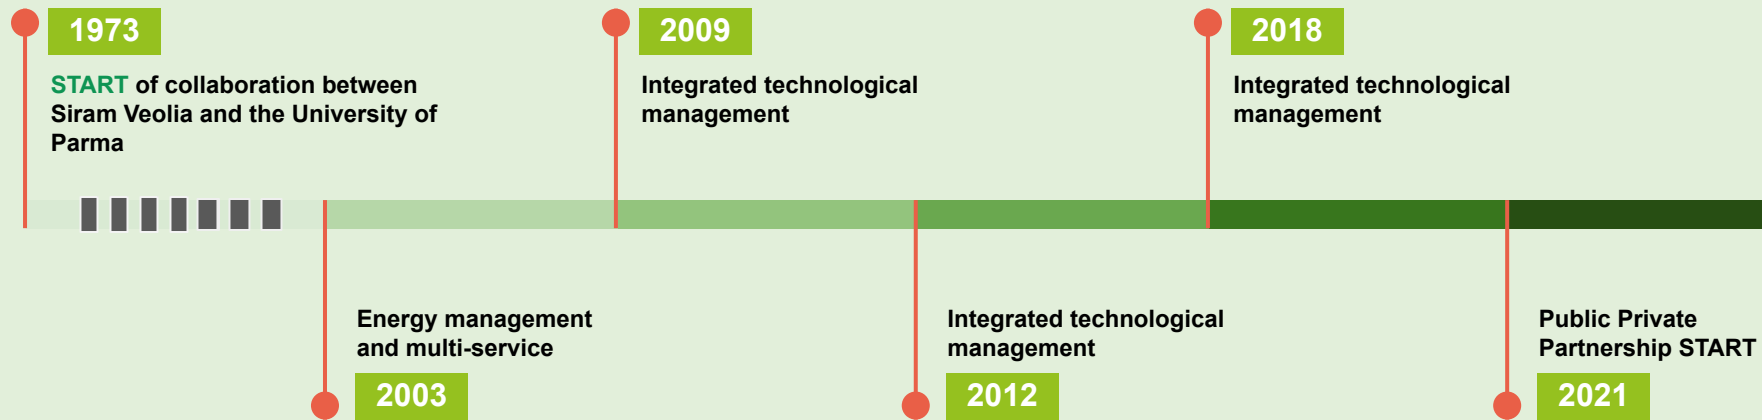 1973
START of collaboration between
Siram Veolia and the University of
Parma
2009
Integrated technological
management
2018
Integrated technological
management
Energy management
and multi-service
2003
Integrated technological
management
2012
Public Private
Partnership START
2021